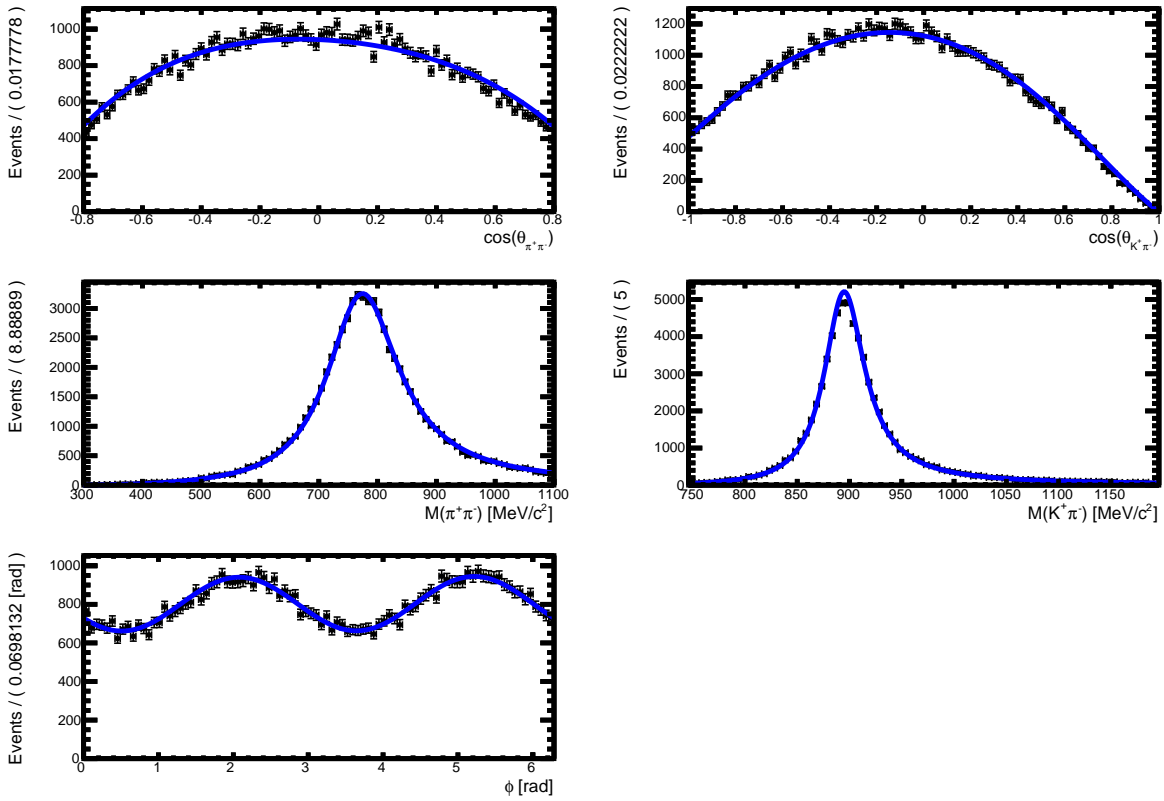 Events / ( 0.0177778 )
1000
800
600
400
200
0
-0.8 -0.6 -0.4 -0.2 0 0.2 0.4 0.6 0.8
cos(θπ⁺π⁻)
Events / ( 0.0222222 )
1200
1000
800
600
400
200
0
-1 -0.8 -0.6 -0.4 -0.2 0 0.2 0.4 0.6 0.8 1
cos(θK⁺π⁻)
Events / ( 8.88889 )
3000
2500
2000
1500
1000
500
0
300 400 500 600 700 800 900 1000 1100
M(π⁺π⁻) [MeV/c²]
Events / ( 5 )
5000
4000
3000
2000
1000
0
750 800 850 900 950 1000 1050 1100 1150
M(K⁺π⁻) [MeV/c²]
Events / ( 0.0698132 [rad] )
1000
800
600
400
200
0
0 1 2 3 4 5 6
ϕ [rad]